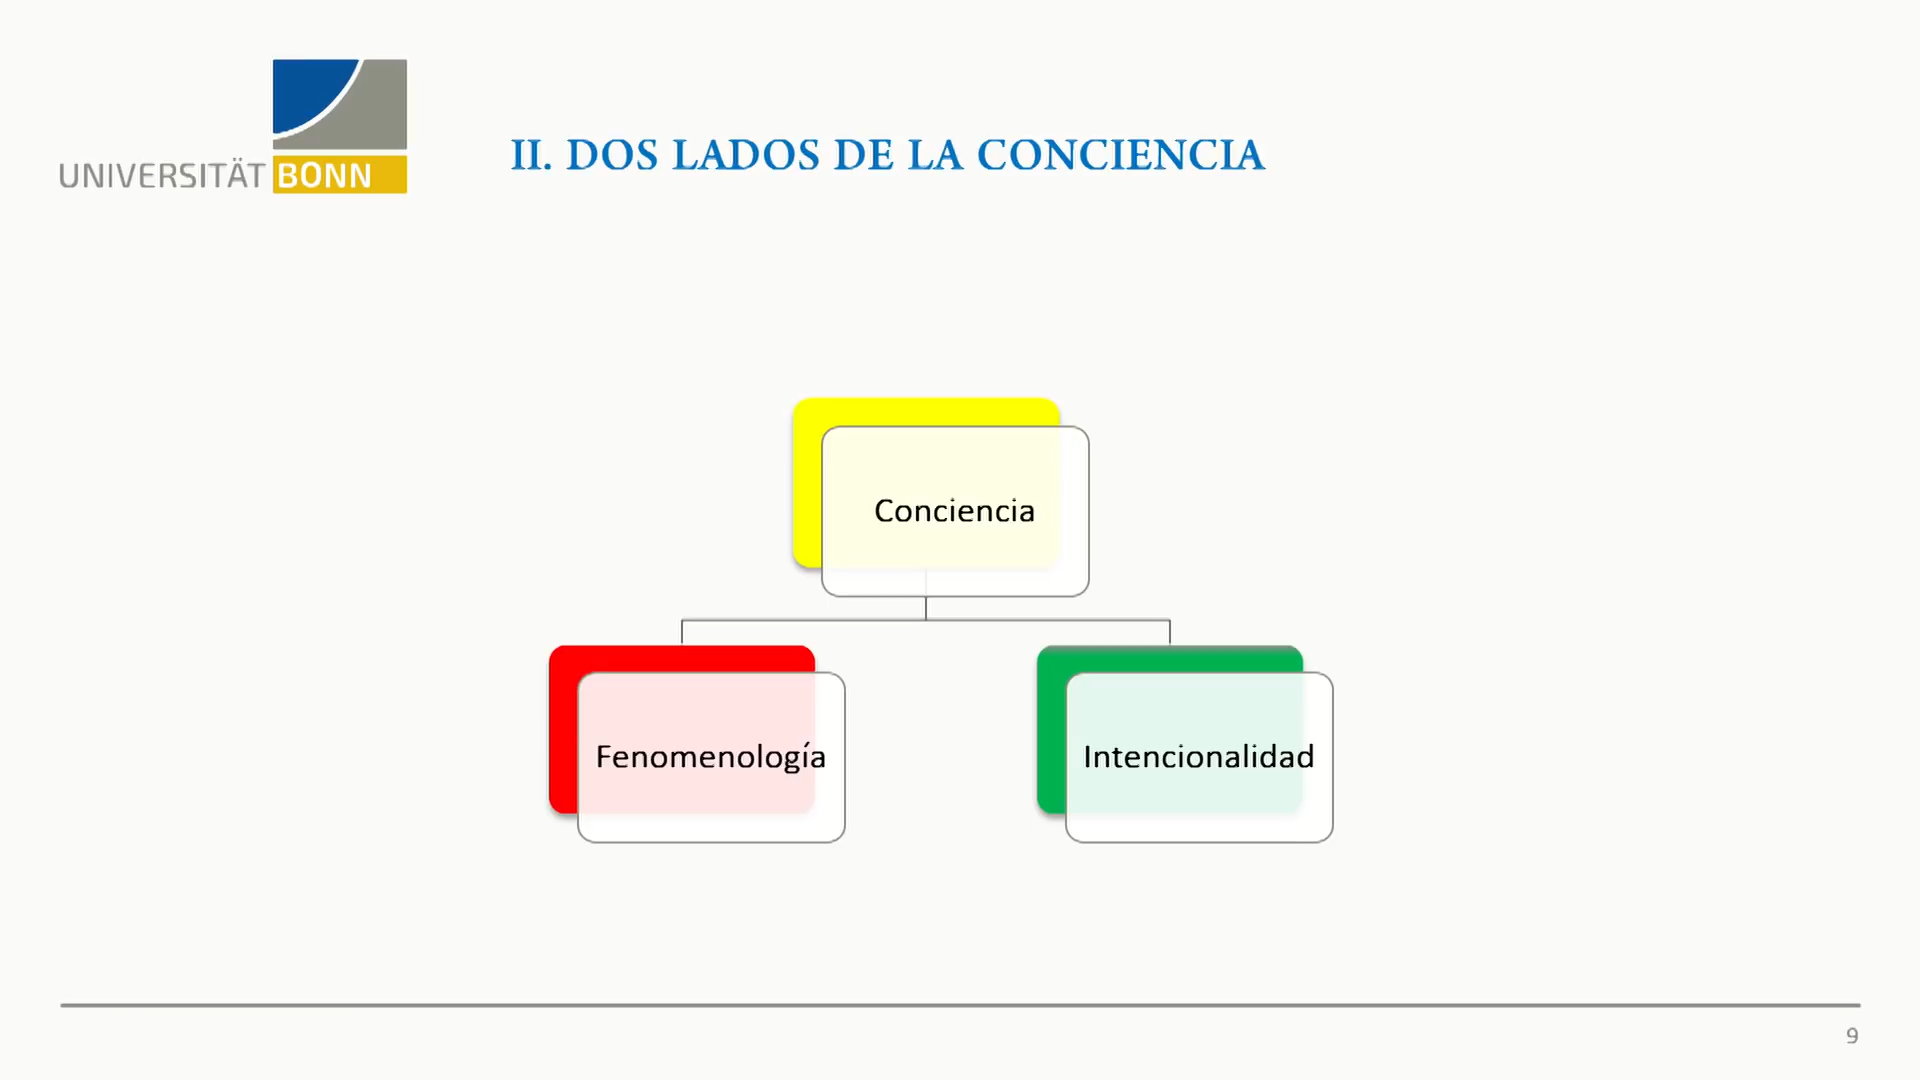 UNIVERSITÄT BONN
II. DOS LADOS DE LA CONCIENCIA
Conciencia
Fenomenología
Intencionalidad
9